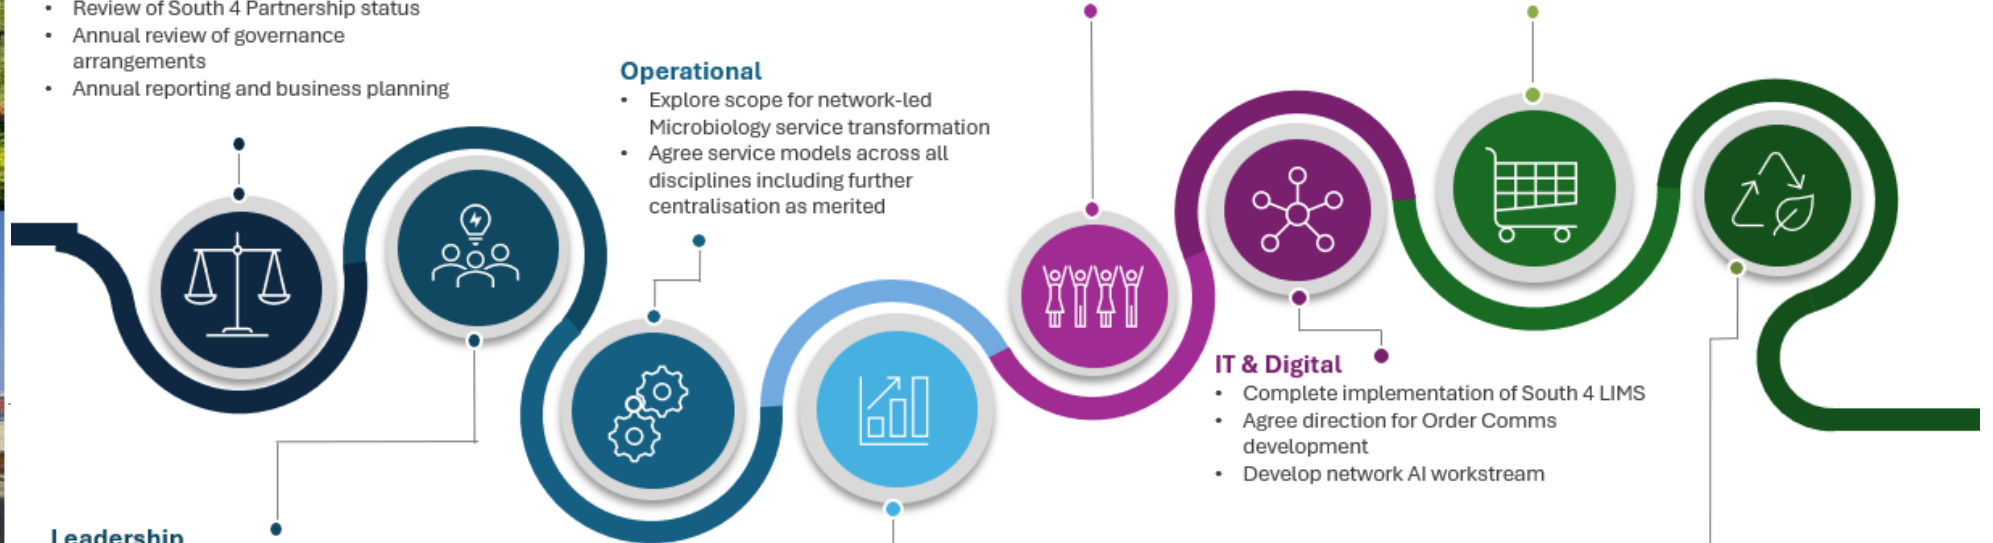 • Review of South 4 Partnership status
• Annual review of governance
arrangements
• Annual reporting and business planning
Operational
• Explore scope for network-led
Microbiology service transformation
• Agree service models across all
disciplines including further
centralisation as merited
IT & Digital
• Complete implementation of South 4 LIMS
• Agree direction for Order Comms
development
• Develop network AI workstream
Leadership